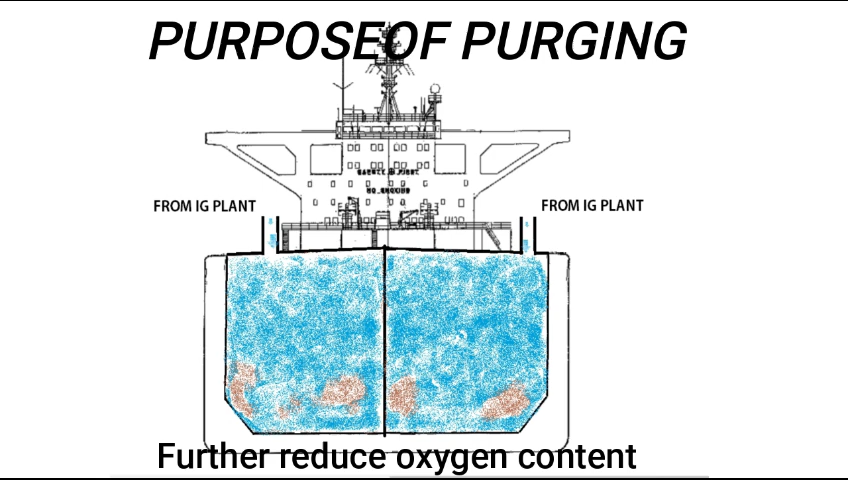 PURPOSEOF PURGING
FROM IG PLANT
FROM IG PLANT
Further reduce oxygen content